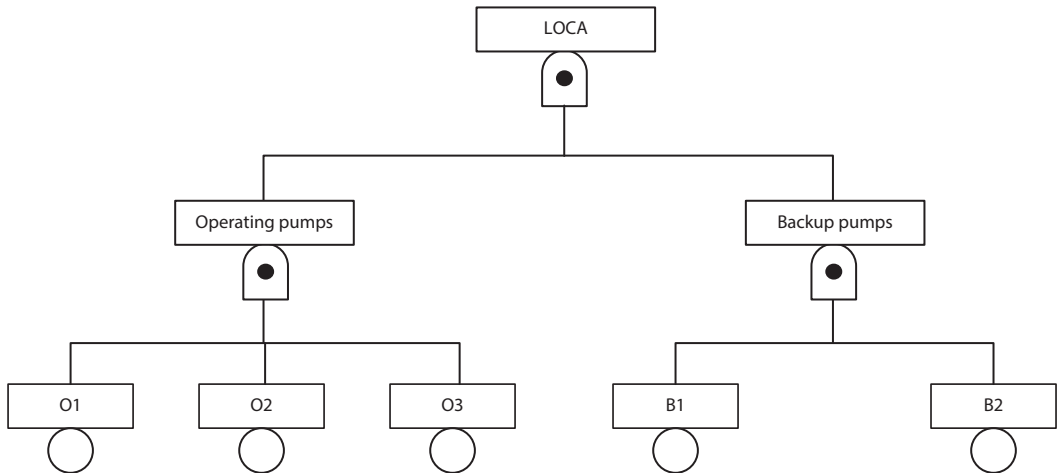 LOCA
Operating pumps
Backup pumps
O1
O2
O3
B1
B2